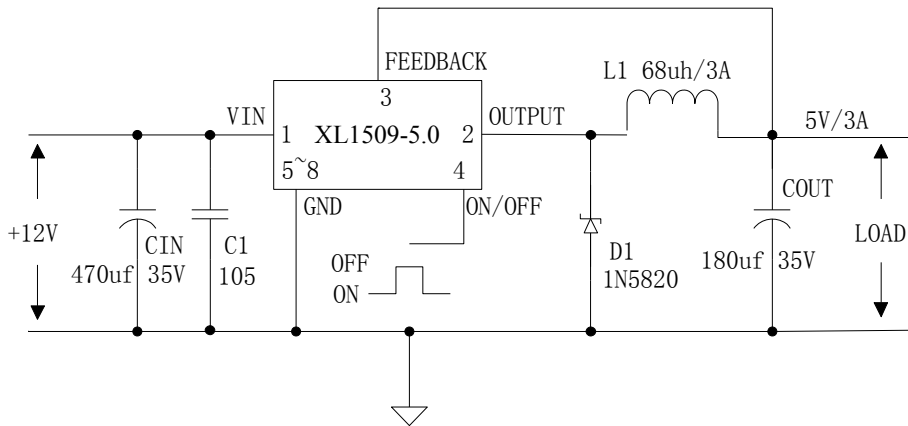 FEEDBACK
L1 68uh/3A
3
VIN
OUTPUT
5V/3A
1 XL1509-5.0 2
5~8
4
GND
ON/OFF
COUT
+12V
CIN
C1
OFF
D1
LOAD
470uf 35V
105
ON
1N5820
180uf 35V